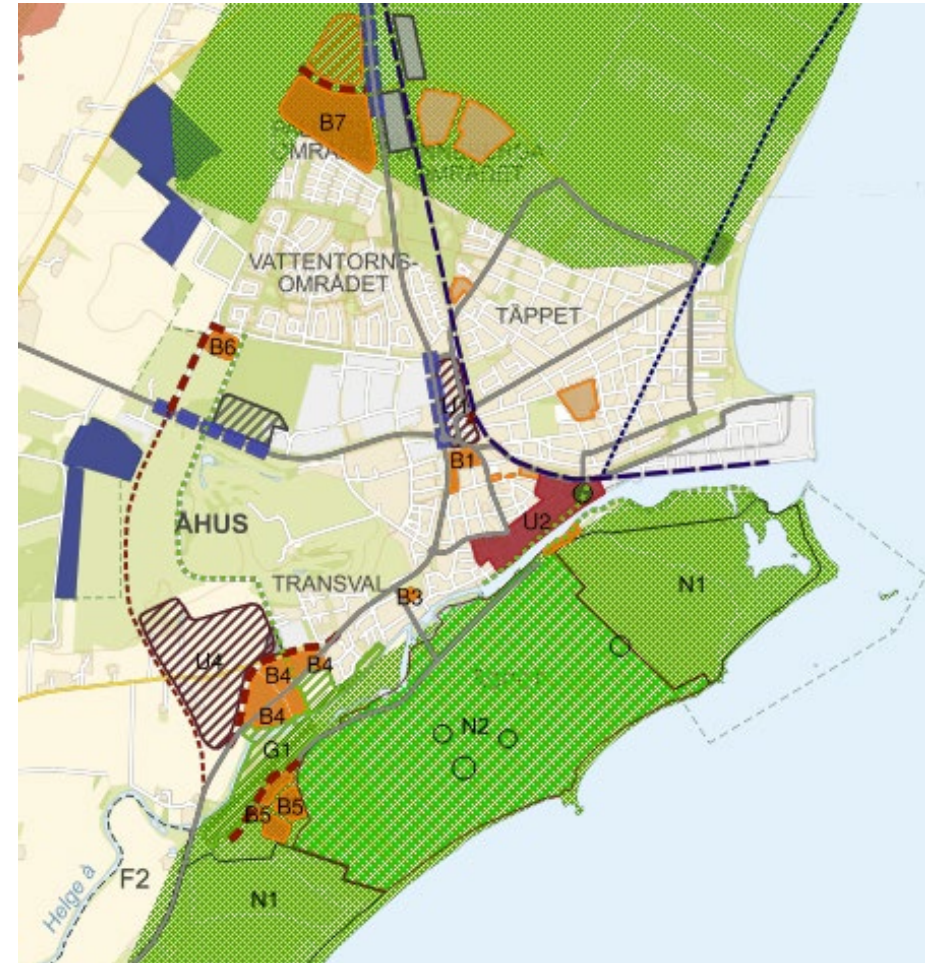 B7
OMRÅDET
VATTENTORNS-
OMRÅDET
TÄPPET
B6
U1
B1
ÅHUS
U2
N1
TRANSVAL
B3
U4
B4
B4
B4
N2
G1
B5
B5
F2
Helge å
N1